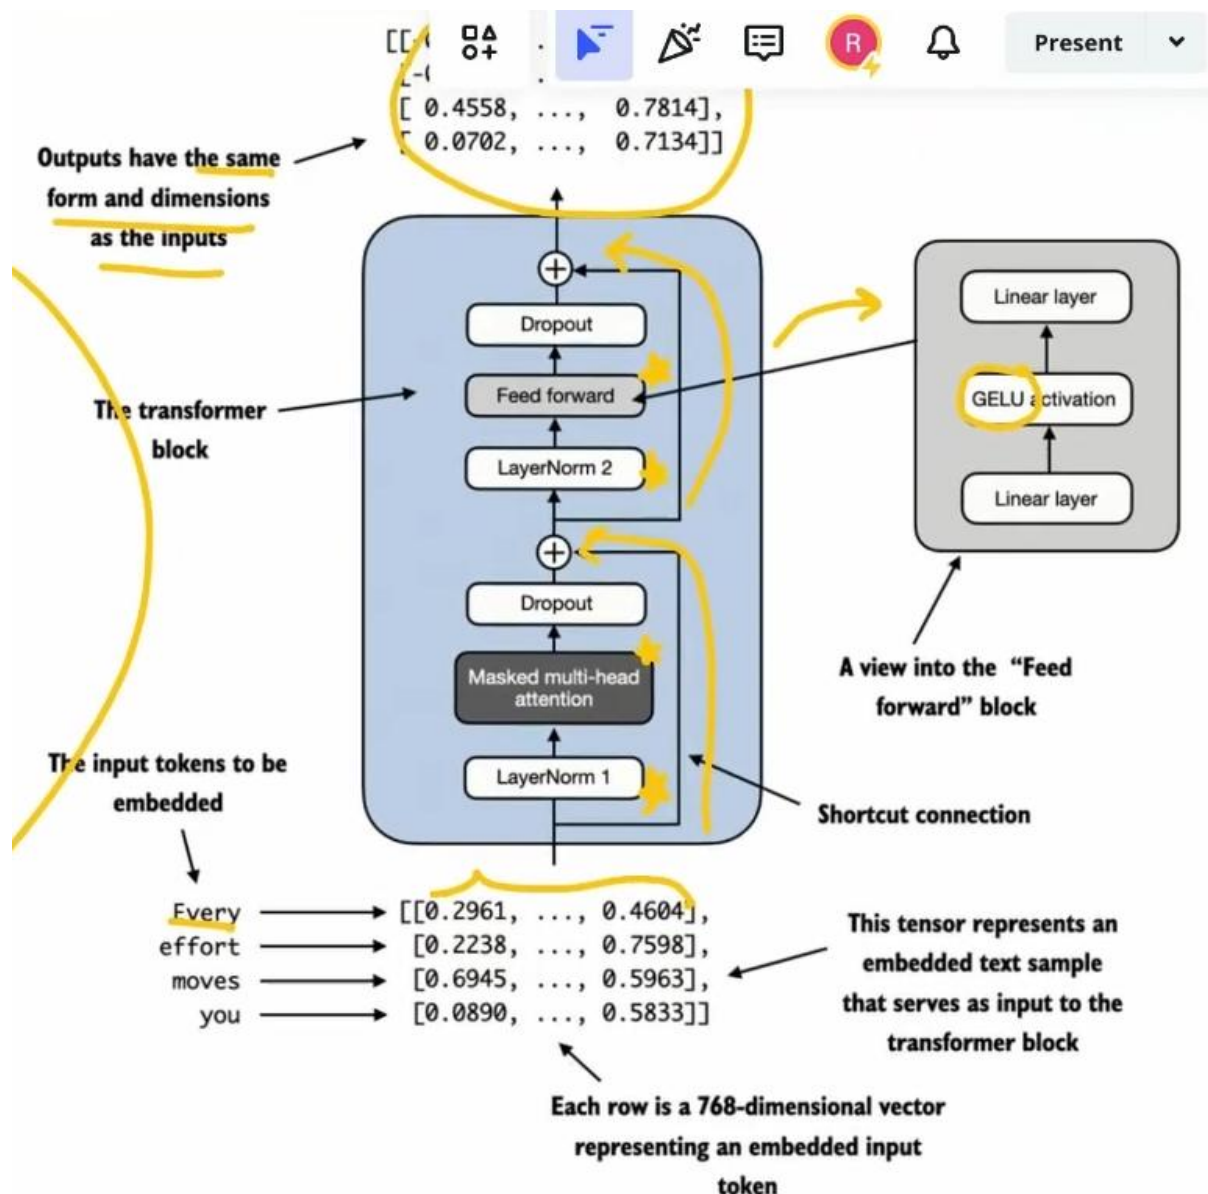 [[
R
Present
[ 0.4558, ..., 0.7814],
[ 0.0702, ..., 0.7134]]
Outputs have the same
form and dimensions
as the inputs
Dropout
Feed forward
LayerNorm 2
Dropout
Masked multi-head
attention
LayerNorm 1
The transformer
block
Linear layer
GELU activation
Linear layer
A view into the “Feed
forward” block
Shortcut connection
The input tokens to be
embedded
Every
effort
moves
you
[[0.2961, ..., 0.4604],
[0.2238, ..., 0.7598],
[0.6945, ..., 0.5963],
[0.0890, ..., 0.5833]]
This tensor represents an
embedded text sample
that serves as input to the
transformer block
Each row is a 768-dimensional vector
representing an embedded input
token